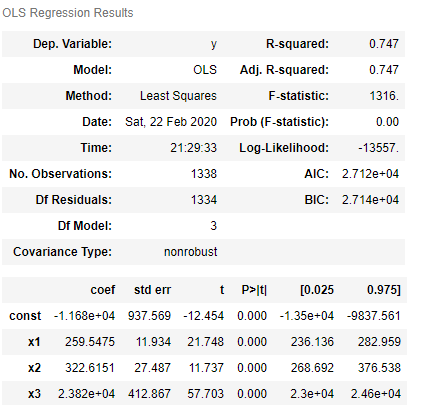 OLS Regression Results
Dep. Variable: y R-squared: 0.747
Model: OLS Adj. R-squared: 0.747
Method: Least Squares F-statistic: 1316.
Date: Sat, 22 Feb 2020 Prob (F-statistic): 0.00
Time: 21:29:33 Log-Likelihood: -13557.
No. Observations: 1338 AIC: 2.712e+04
Df Residuals: 1334 BIC: 2.714e+04
Df Model: 3
Covariance Type: nonrobust
coef std err t P>|t| [0.025 0.975]
const -1.168e+04 937.569 -12.454 0.000 -1.35e+04 -9837.561
x1 259.5475 11.934 21.748 0.000 236.136 282.959
x2 322.6151 27.487 11.737 0.000 268.692 376.538
x3 2.382e+04 412.867 57.703 0.000 2.3e+04 2.46e+04